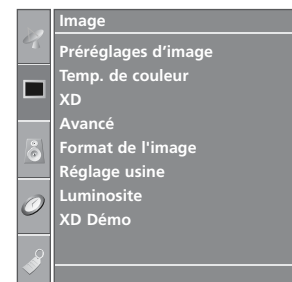 Image
Préréglages d’image
Temp. de couleur
XD
Avancé
Format de l'image
Réglage usine
Luminosite
XD Démo